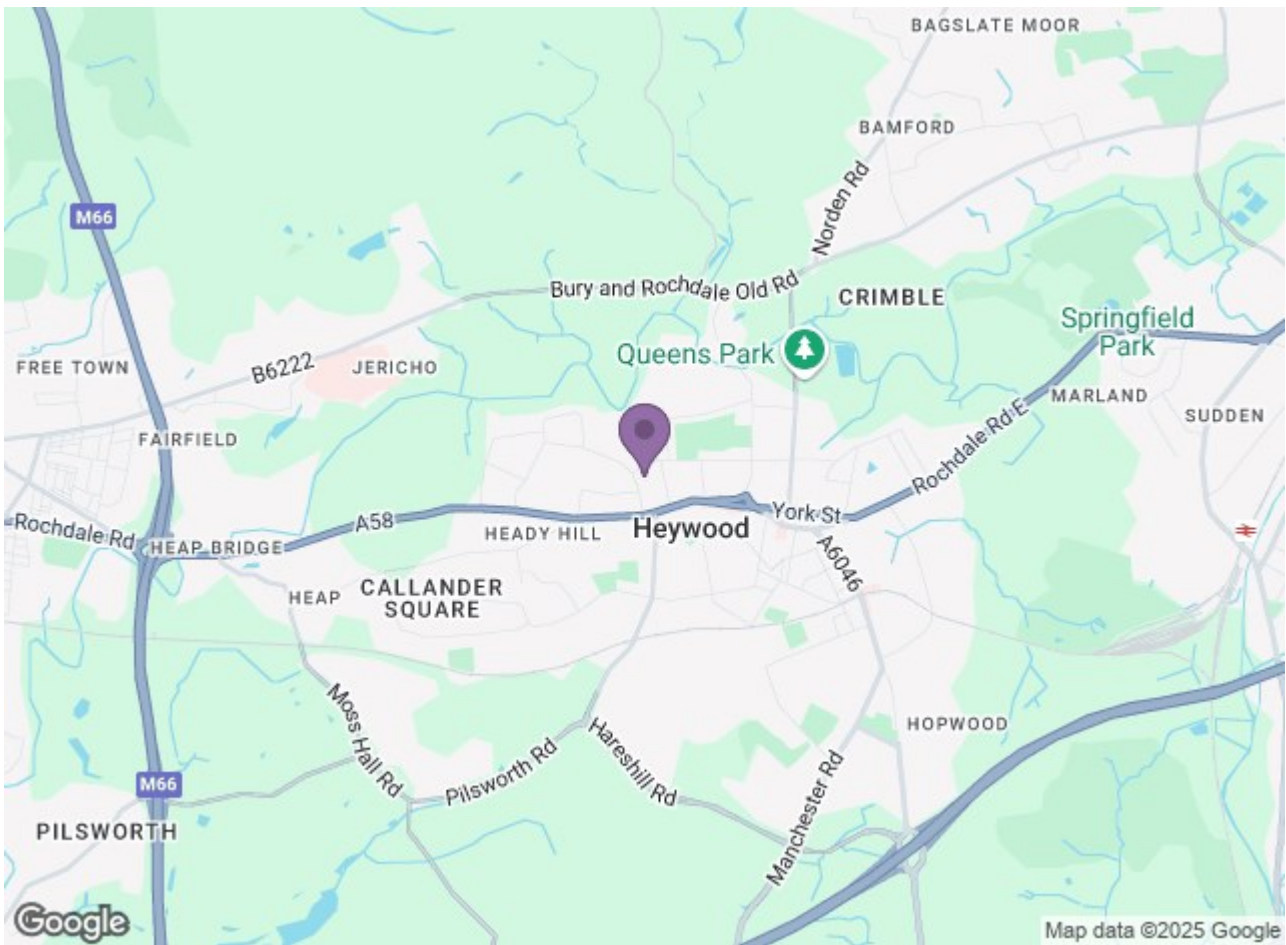 BAGSLATE MOOR
BAMFORD
M66
Norden Rd
Bury and Rochdale Old Rd
CRIMBLE
Springfield
Park
Queens Park
FREE TOWN
B6222
JERICHO
MARLAND
SUDDEN
FAIRFIELD
Rochdale Rd E
A58
York St
Rochdale Rd
HEAP BRIDGE
HEADY HILL
Heywood
A6046
HEAP
CALLANDER
SQUARE
Moss Hall Rd
Pilsworth Rd
Hareshill Rd
HOPWOOD
M66
Manchester Rd
PILSWORTH
Google
Map data ©2025 Google